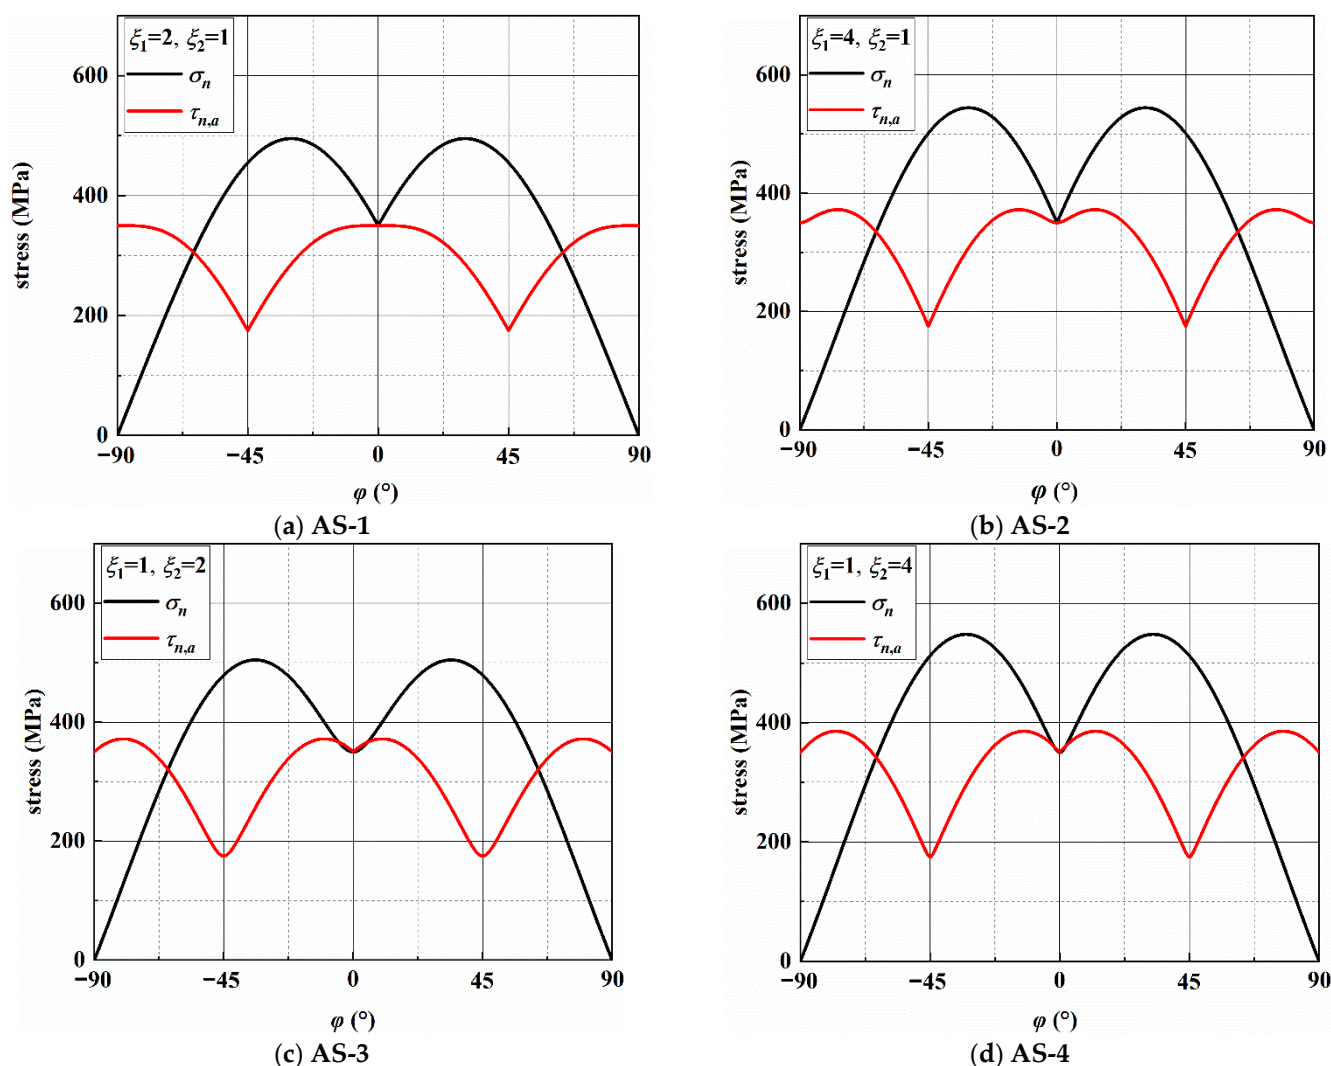 ξ1=2, ξ2=1
σn
τn,a
600
400
200
0
stress (MPa)
−90 −45 0 45 90
φ (°)
(a) AS-1
ξ1=4, ξ2=1
σn
τn,a
600
400
200
0
stress (MPa)
−90 −45 0 45 90
φ (°)
(b) AS-2
ξ1=1, ξ2=2
σn
τn,a
600
400
200
0
stress (MPa)
−90 −45 0 45 90
φ (°)
(c) AS-3
ξ1=1, ξ2=4
σn
τn,a
600
400
200
0
stress (MPa)
−90 −45 0 45 90
φ (°)
(d) AS-4